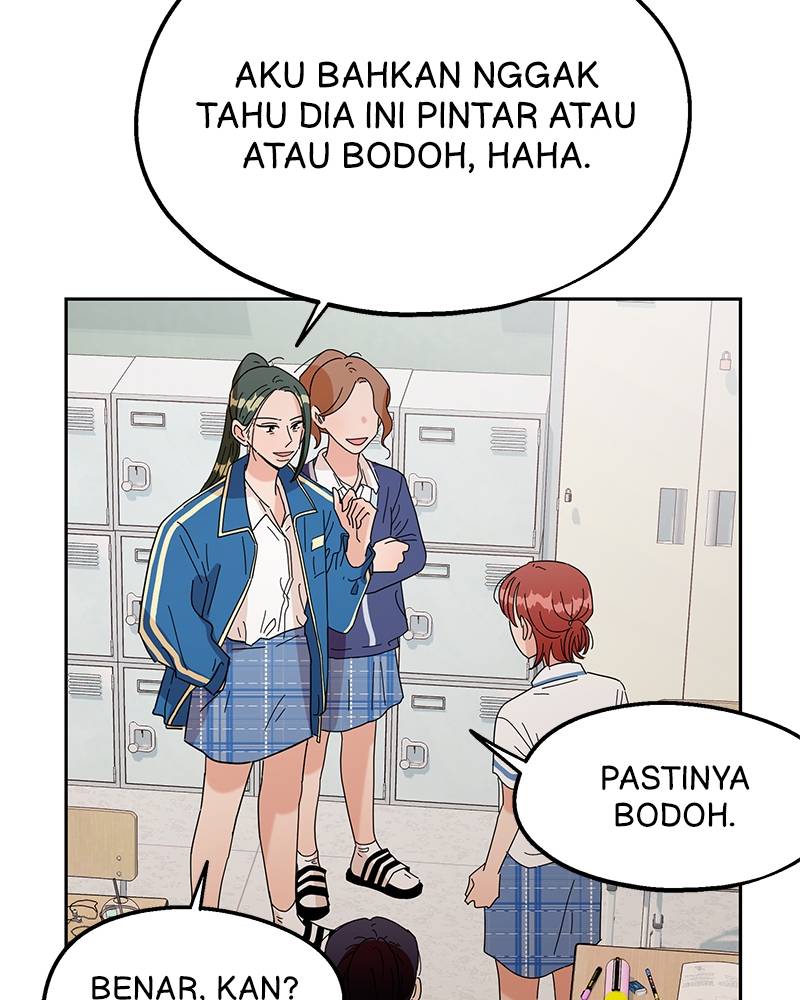 AKU BAHKAN NGGAK
TAHU DIA INI PINTAR ATAU
ATAU BODOH, HAHA.
PASTINYA
BODOH.
BENAR, KAN?